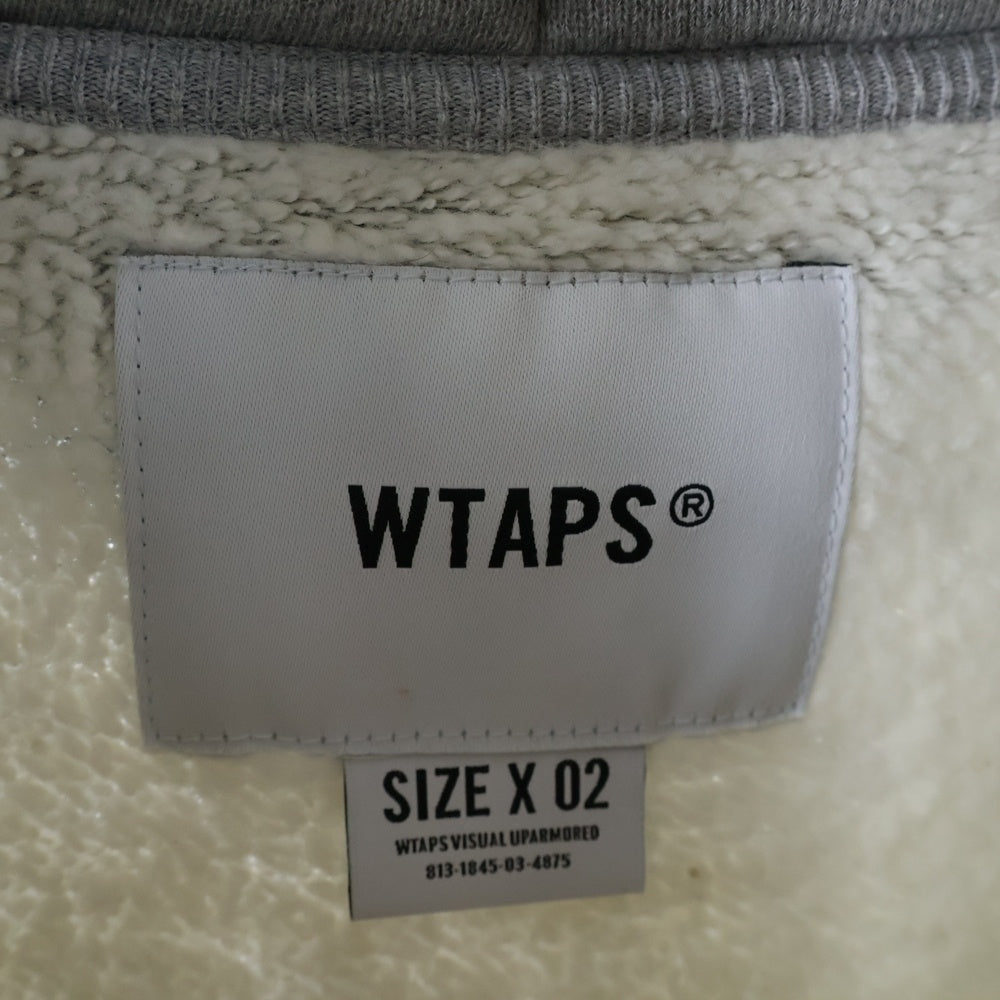 WTAPS®
SIZE X 02
WTAPS VISUAL UPARMORED
813-1845-03-4875